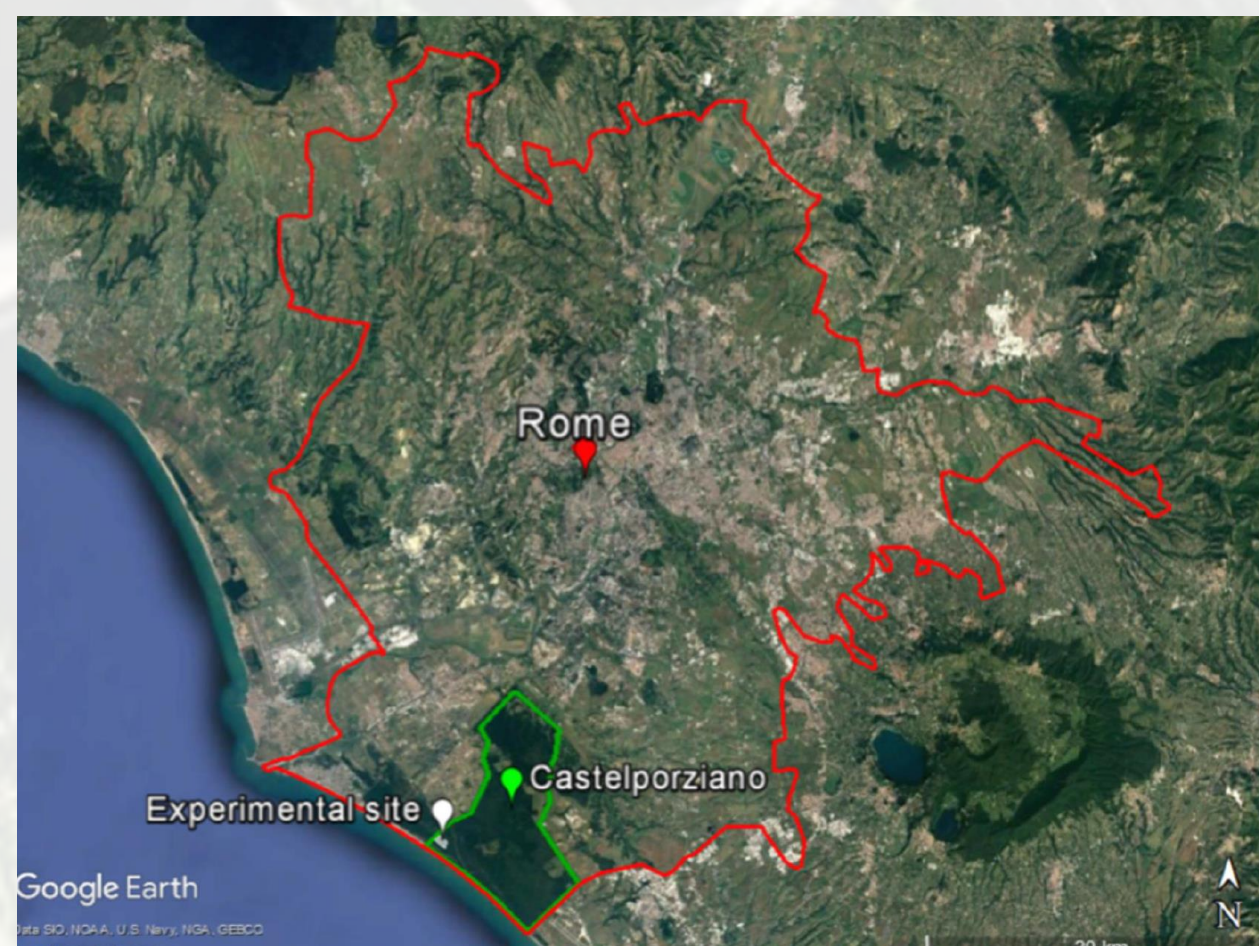 Rome
Castelporziano
Experimental site
Google Earth
Data SIO, NOAA, U.S. Navy, NGA, GEBCO
N